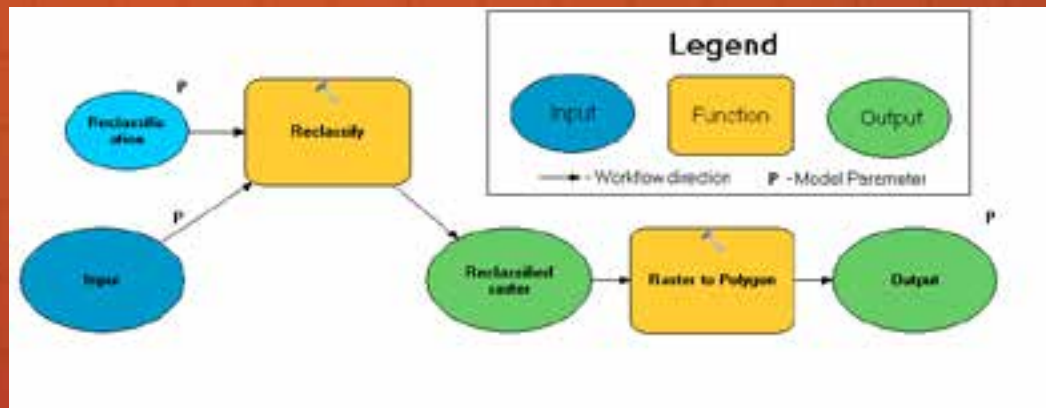 Legend
Input
Function
Output
- Workflow direction
P - Model Parameter
P
Reclassific
ation
Reclassify
P
Input
Reclassified
raster
Raster to Polygon
P
Output